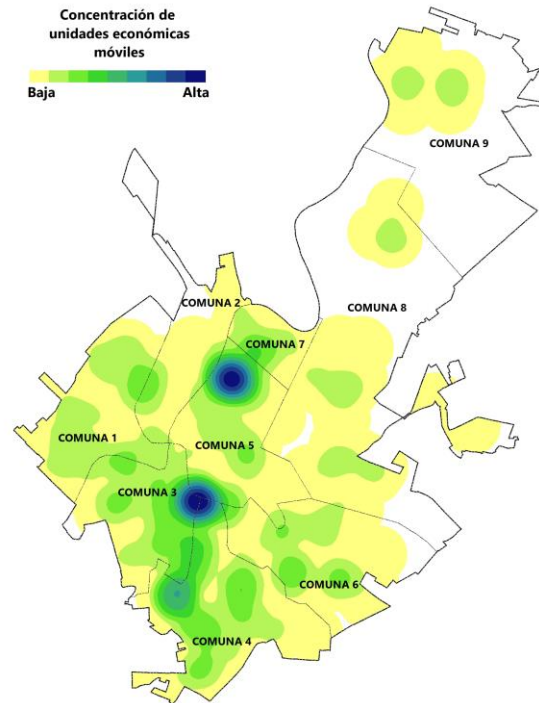 Concentración de
unidades económicas
móviles
Baja Alta
COMUNA 9
COMUNA 2
COMUNA 8
COMUNA 7
COMUNA 1
COMUNA 5
COMUNA 3
COMUNA 6
COMUNA 4